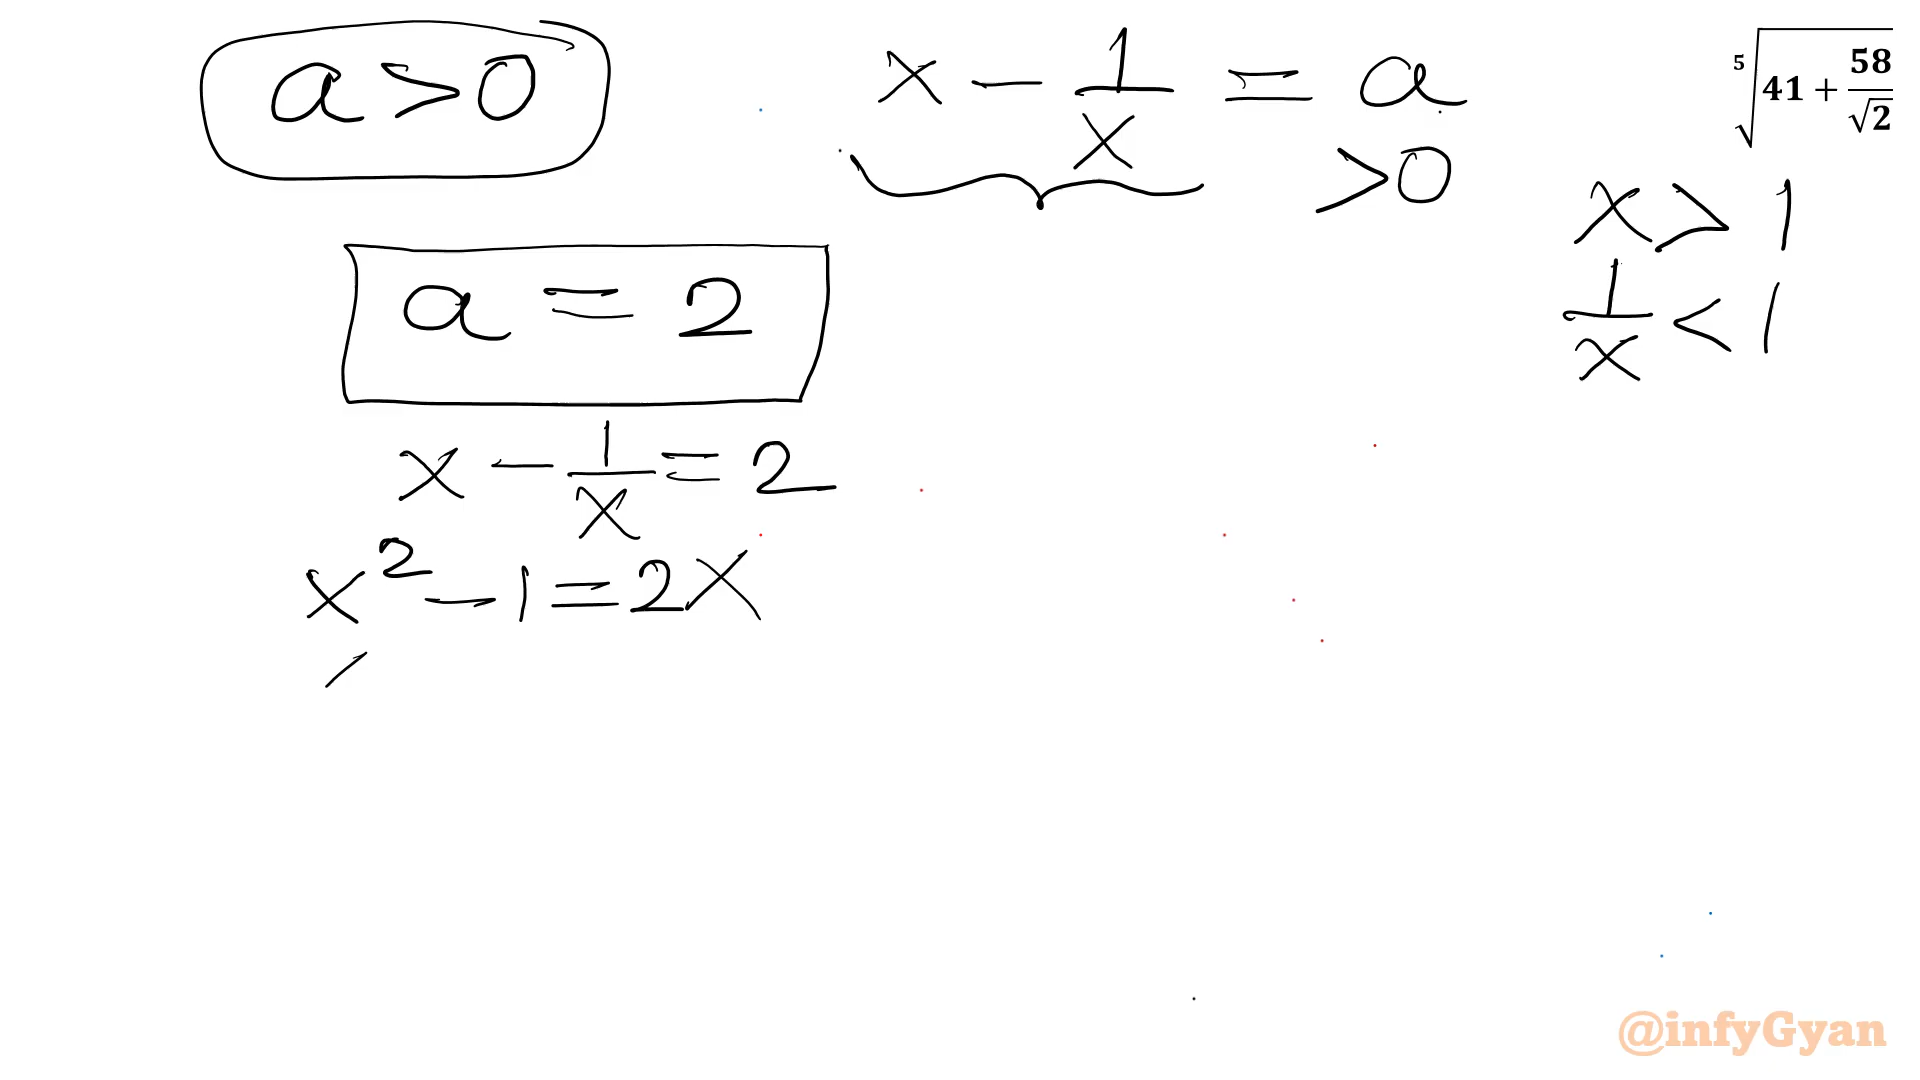 a > 0
x - 1/x = a
> 0
⁵√(41 + 58/√2)
x > 1
1/x < 1
a = 2
x - 1/x = 2
x² - 1 = 2x
@infyGyan